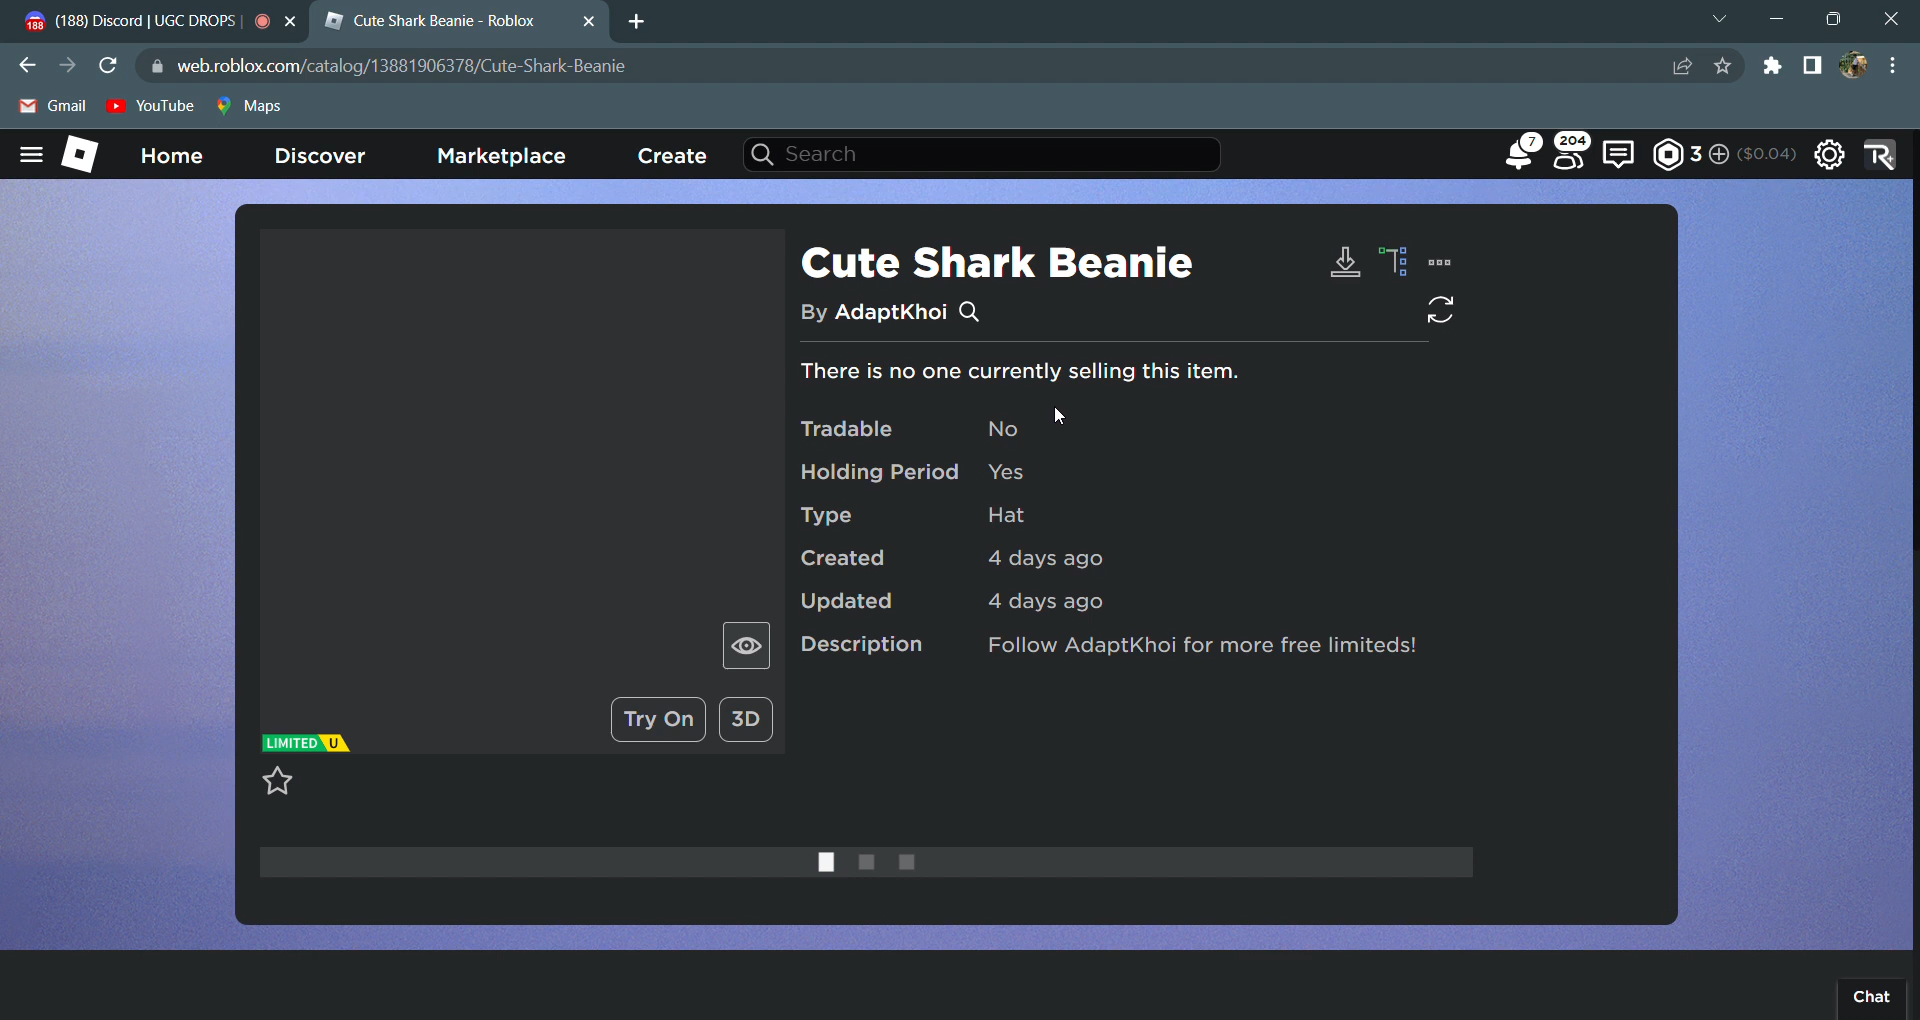 188
(188) Discord | UGC DROPS |
Cute Shark Beanie - Roblox
web.roblox.com/catalog/13881906378/Cute-Shark-Beanie
Gmail
YouTube
Maps
Home
Discover
Marketplace
Create
Search
7
204
3
($0.04)
Cute Shark Beanie
By AdaptKhoi
There is no one currently selling this item.
Tradable No
Holding Period Yes
Type Hat
Created 4 days ago
Updated 4 days ago
Description Follow AdaptKhoi for more free limiteds!
Try On
3D
LIMITED U
Chat